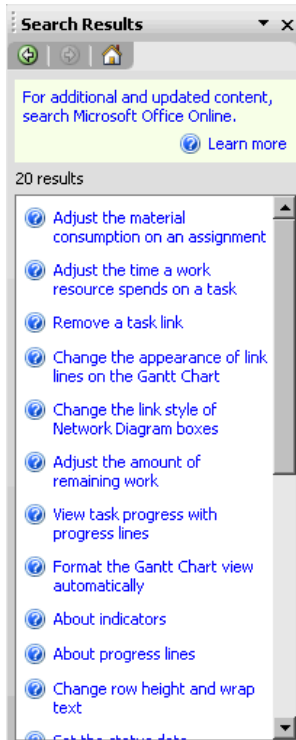 Search Results
For additional and updated content,
search Microsoft Office Online.
Learn more
20 results
Adjust the material
consumption on an assignment
Adjust the time a work
resource spends on a task
Remove a task link
Change the appearance of link
lines on the Gantt Chart
Change the link style of
Network Diagram boxes
Adjust the amount of
remaining work
View task progress with
progress lines
Format the Gantt Chart view
automatically
About indicators
About progress lines
Change row height and wrap
text
Set the status date